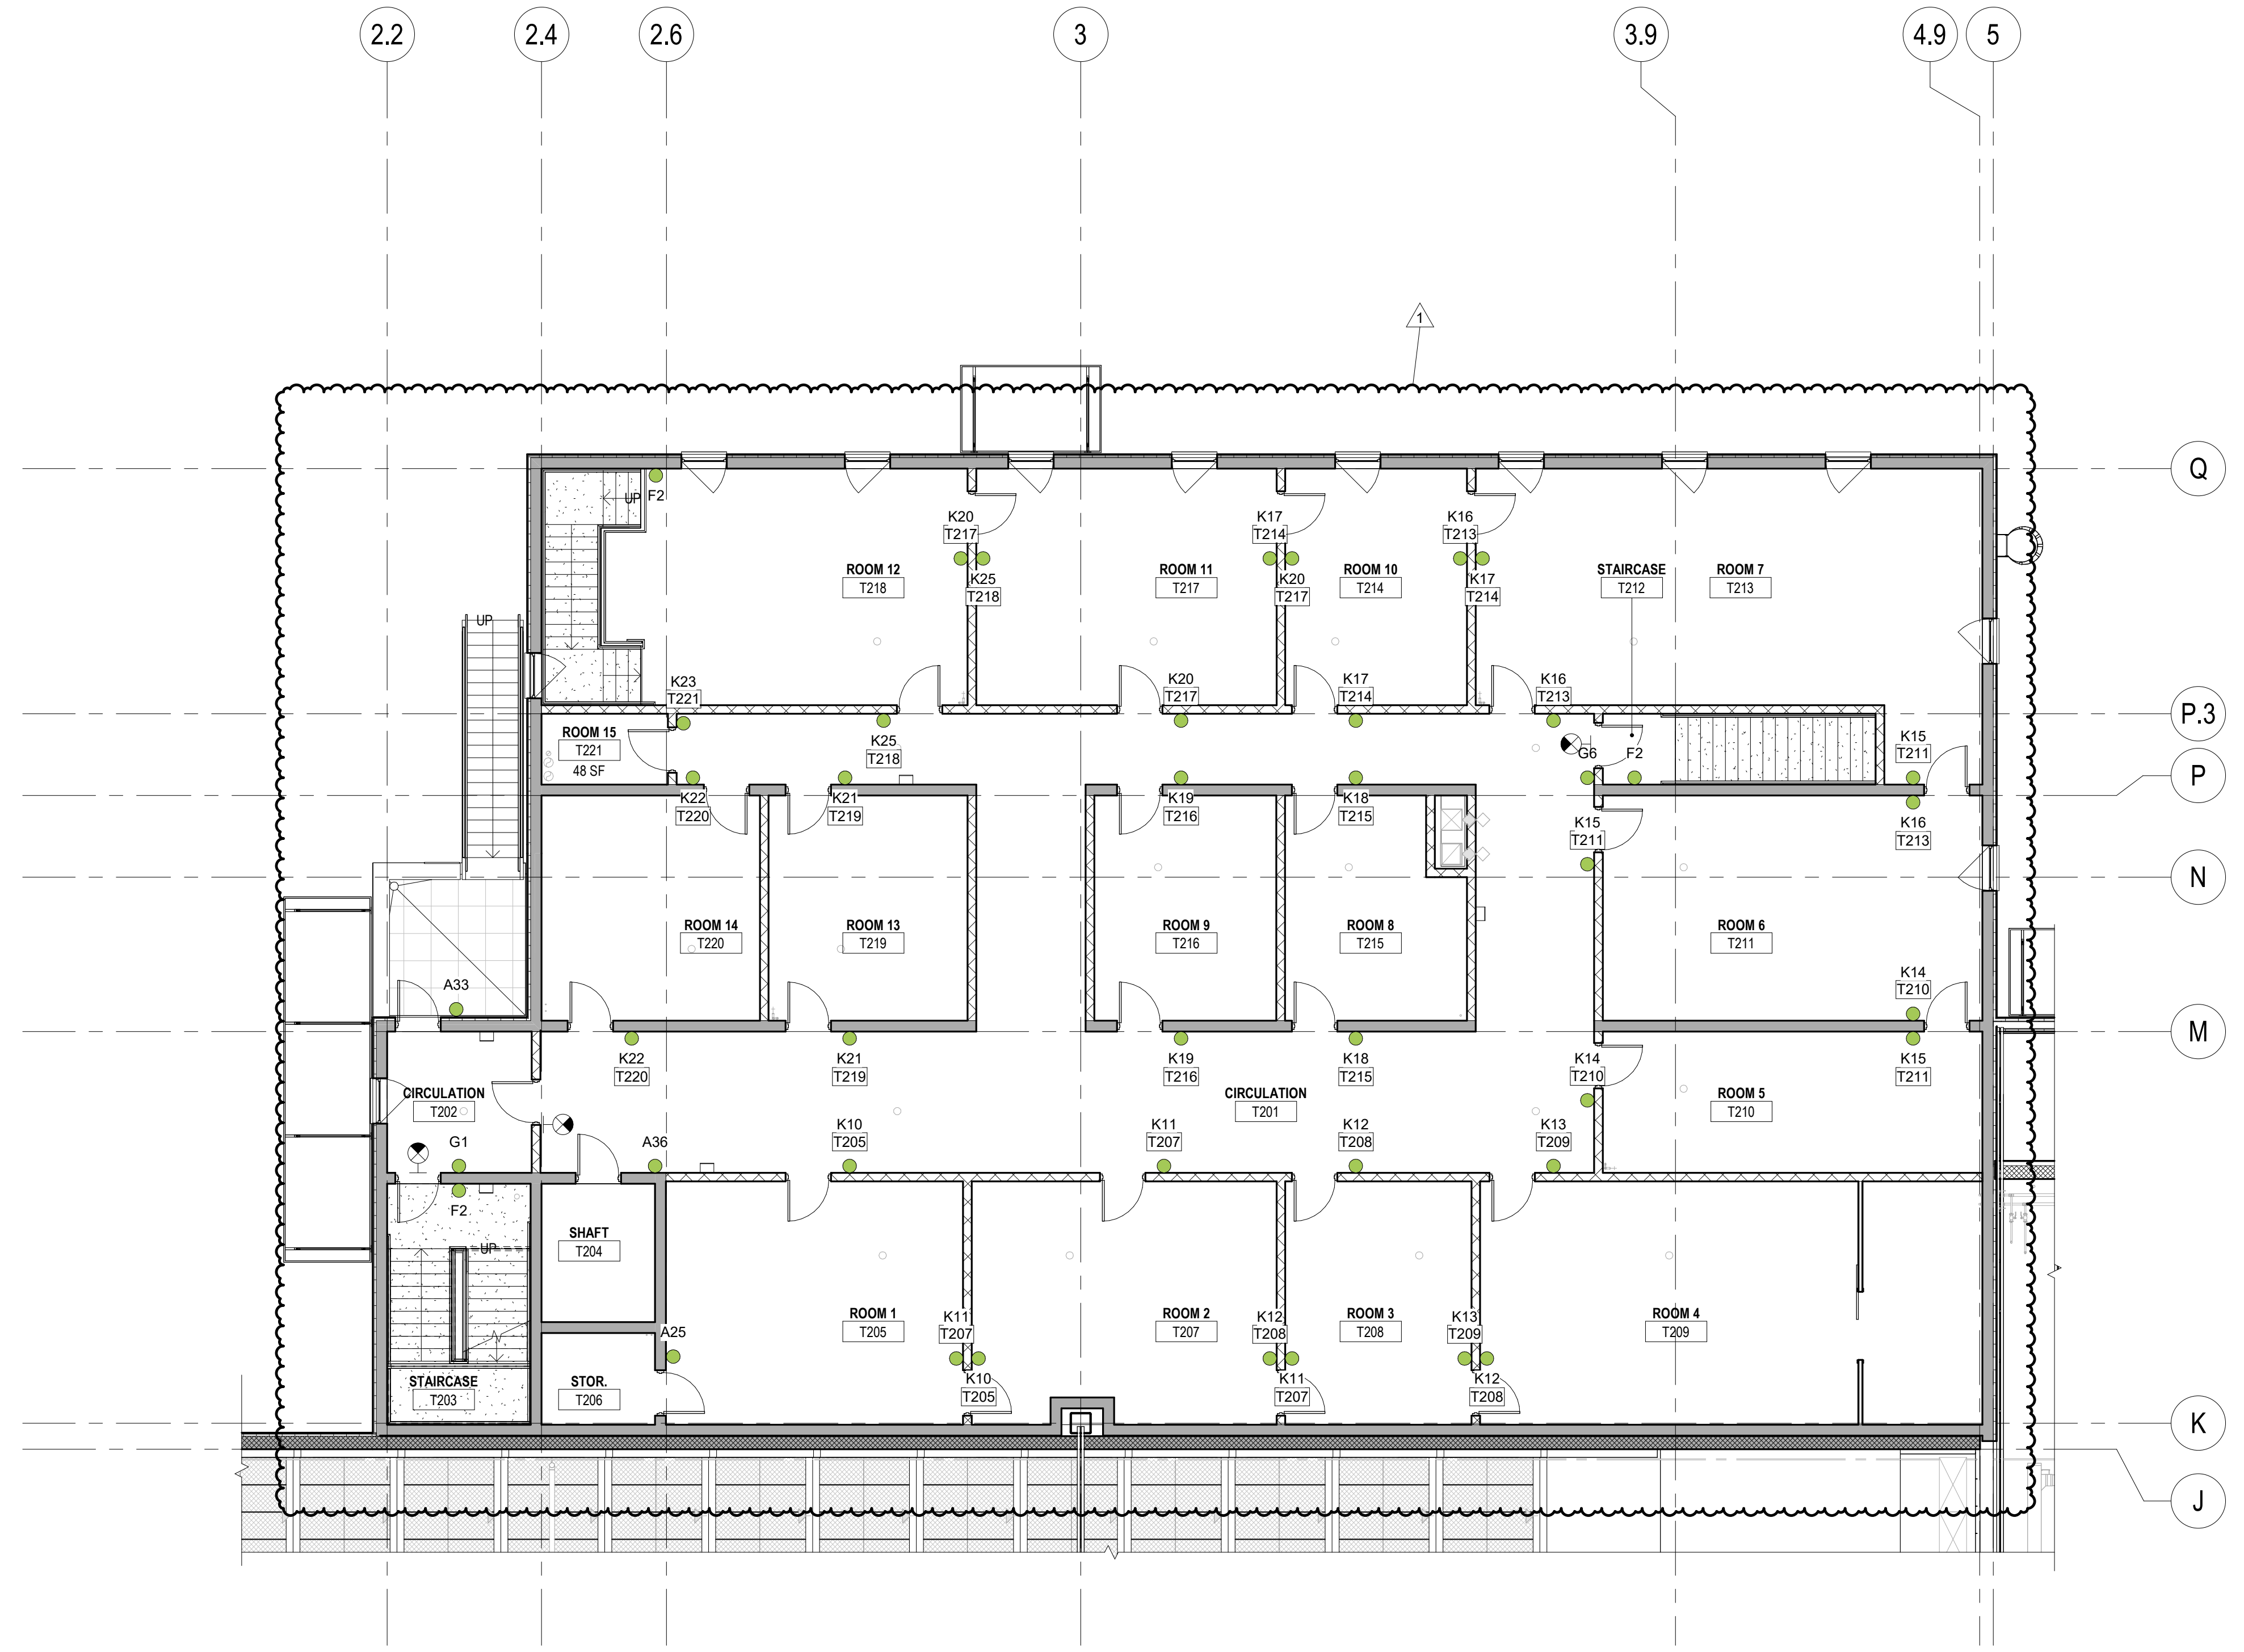 2.2
2.4
2.6
3
3.9
4.9
5
1
Q
UP
F2
K20
T217
K17
T214
K16
T213
ROOM 12
T218
K25
T218
ROOM 11
T217
K20
T217
ROOM 10
T214
K17
T214
STAIRCASE
T212
ROOM 7
T213
UP
K23
T221
K20
T217
K17
T214
K16
T213
P.3
ROOM 15
T221
48 SF
K25
T218
G6
F2
K15
T211
P
K22
T220
K21
T219
K19
T216
K18
T215
K15
T211
K16
T213
N
ROOM 14
T220
ROOM 13
T219
ROOM 9
T216
ROOM 8
T215
ROOM 6
T211
A33
K14
T210
M
K22
T220
K21
T219
K19
T216
K18
T215
K14
T210
K15
T211
CIRCULATION
T202
CIRCULATION
T201
ROOM 5
T210
G1
A36
K10
T205
K11
T207
K12
T208
K13
T209
F2
UP
SHAFT
T204
ROOM 1
T205
K11
T207
ROOM 2
T207
K12
T208
ROOM 3
T208
K13
T209
ROOM 4
T209
A25
STAIRCASE
T203
STOR.
T206
K10
T205
K11
T207
K12
T208
K
J